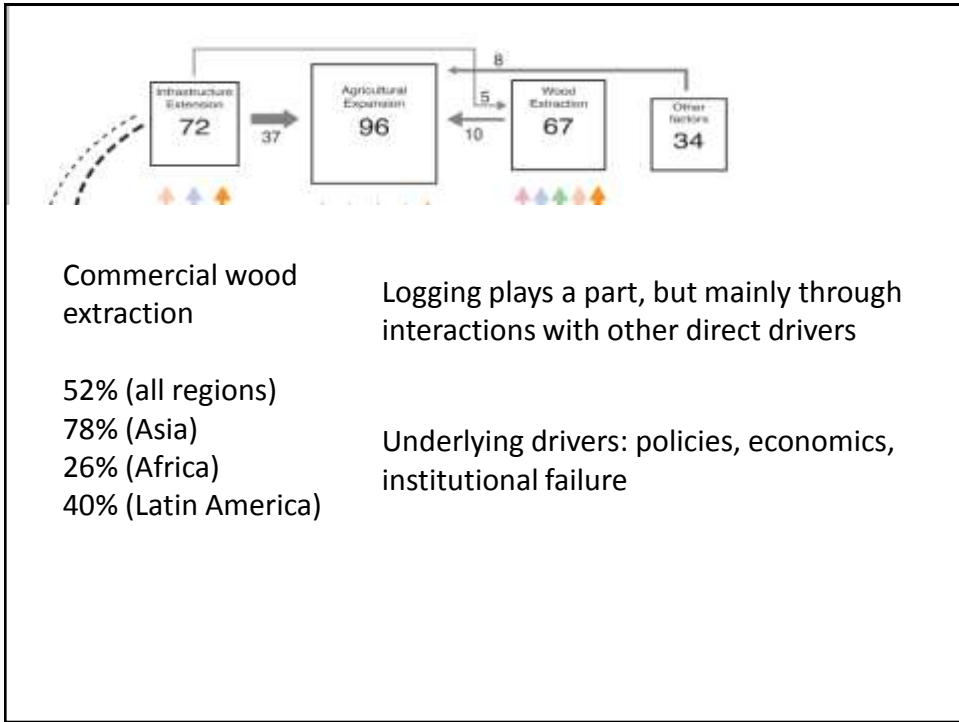 8
Infrastructure
Extension
72
37
Agricultural
Expansion
96
5
10
Wood
Extraction
67
Other
factors
34
Commercial wood
extraction
52% (all regions)
78% (Asia)
26% (Africa)
40% (Latin America)
Logging plays a part, but mainly through
interactions with other direct drivers
Underlying drivers: policies, economics,
institutional failure